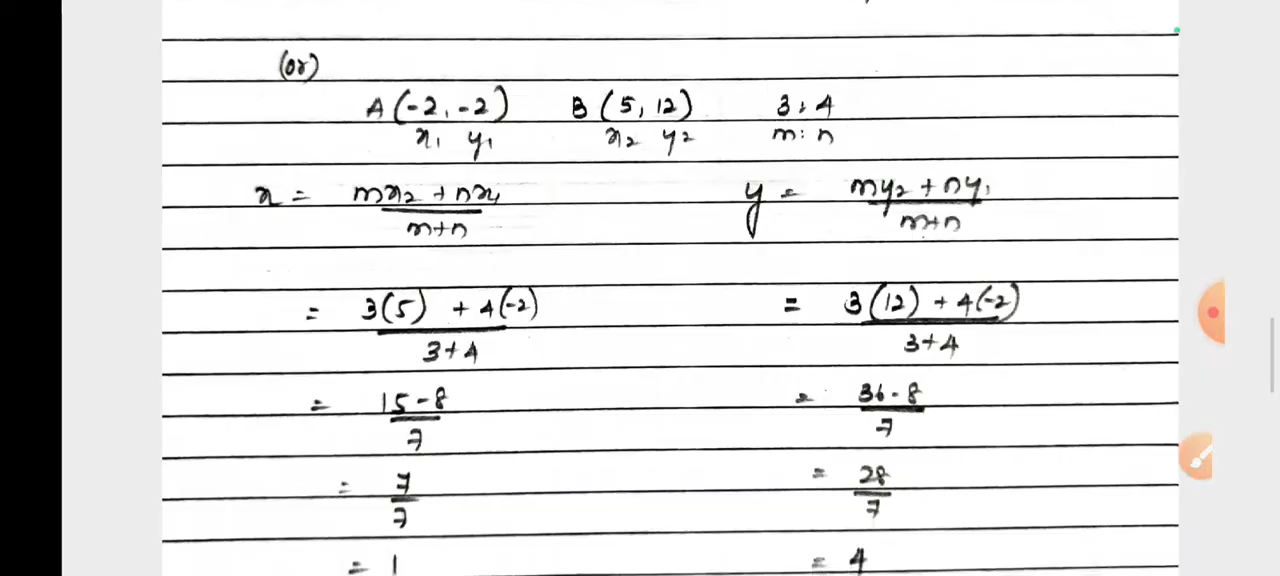 (or)
A (-2, -2) B (5, 12) 3 : 4
x₁ y₁ x₂ y₂ m : n
x = mx₂ + nx₁ / m+n y = my₂ + ny₁ / m+n
= 3(5) + 4(-2) / 3+4 = 3(12) + 4(-2) / 3+4
= 15-8 / 7 = 36-8 / 7
= 7/7 = 28/7
= 1 = 4